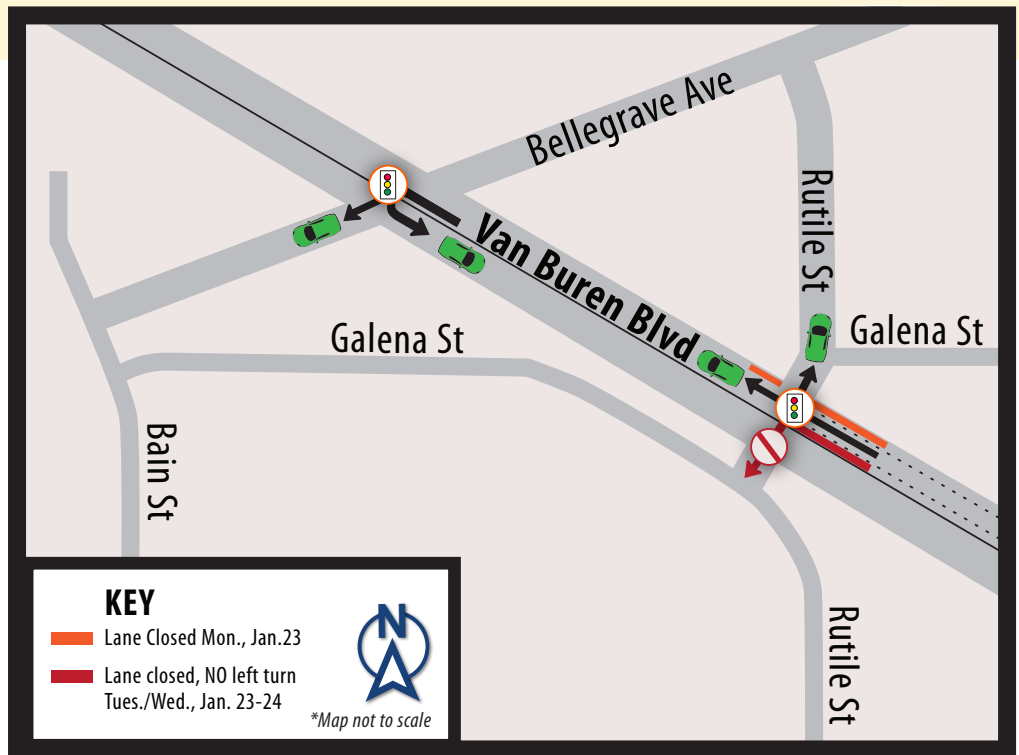 Bellegrave Ave
Rutile St
Van Buren Blvd
Galena St
Galena St
Bain St
Rutile St
KEY
Lane Closed Mon., Jan.23
Lane closed, NO left turn
Tues./Wed., Jan. 23-24
N
*Map not to scale